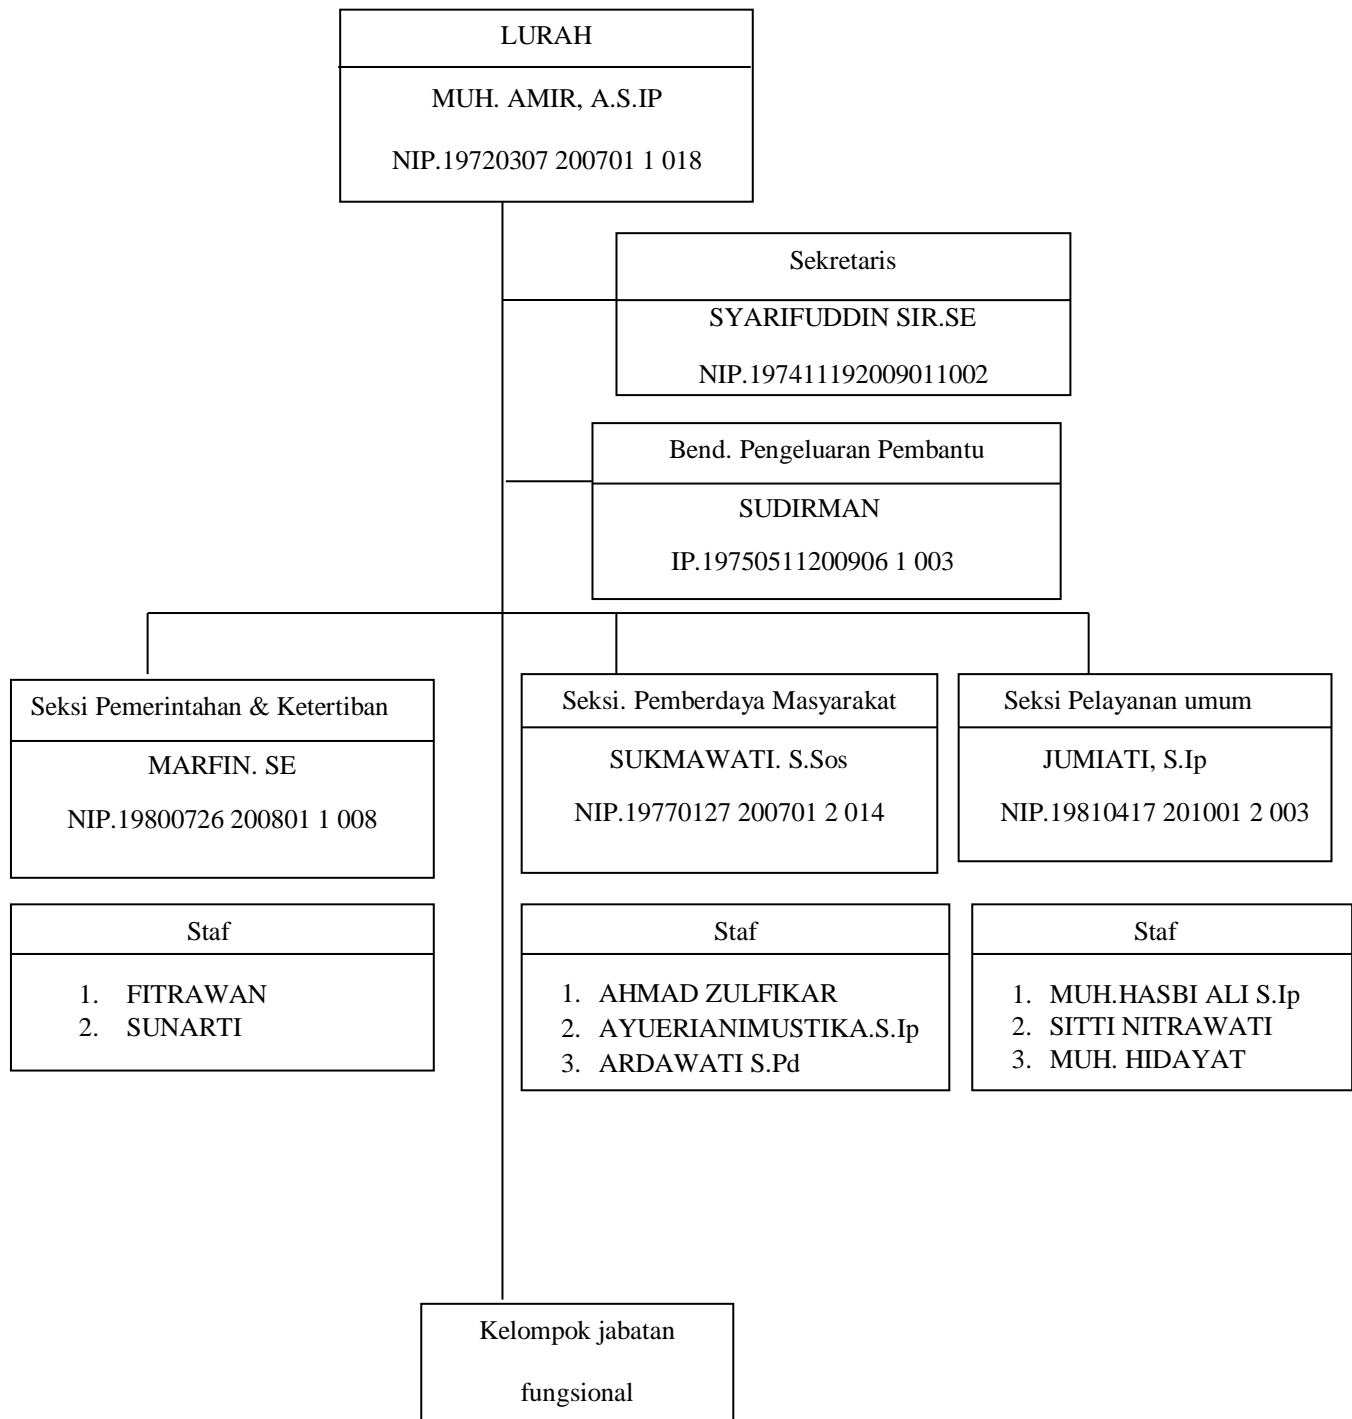 LURAH
MUH. AMIR, A.S.IP
NIP.19720307 200701 1 018
Sekretaris
SYARIFUDDIN SIR.SE
NIP.197411192009011002
Bend. Pengeluaran Pembantu
SUDIRMAN
IP.19750511200906 1 003
Seksi Pemerintahan & Ketertiban
MARFIN. SE
NIP.19800726 200801 1 008
Seksi. Pemberdaya Masyarakat
SUKMAWATI. S.Sos
NIP.19770127 200701 2 014
Seksi Pelayanan umum
JUMIATI, S.Ip
NIP.19810417 201001 2 003
Staf
1. FITRAWAN
2. SUNARTI
Staf
1. AHMAD ZULFIKAR
2. AYUERIANIMUSTIKA.S.Ip
3. ARDAWATI S.Pd
Staf
1. MUH.HASBI ALI S.Ip
2. SITTI NITRAWATI
3. MUH. HIDAYAT
Kelompok jabatan
fungsional